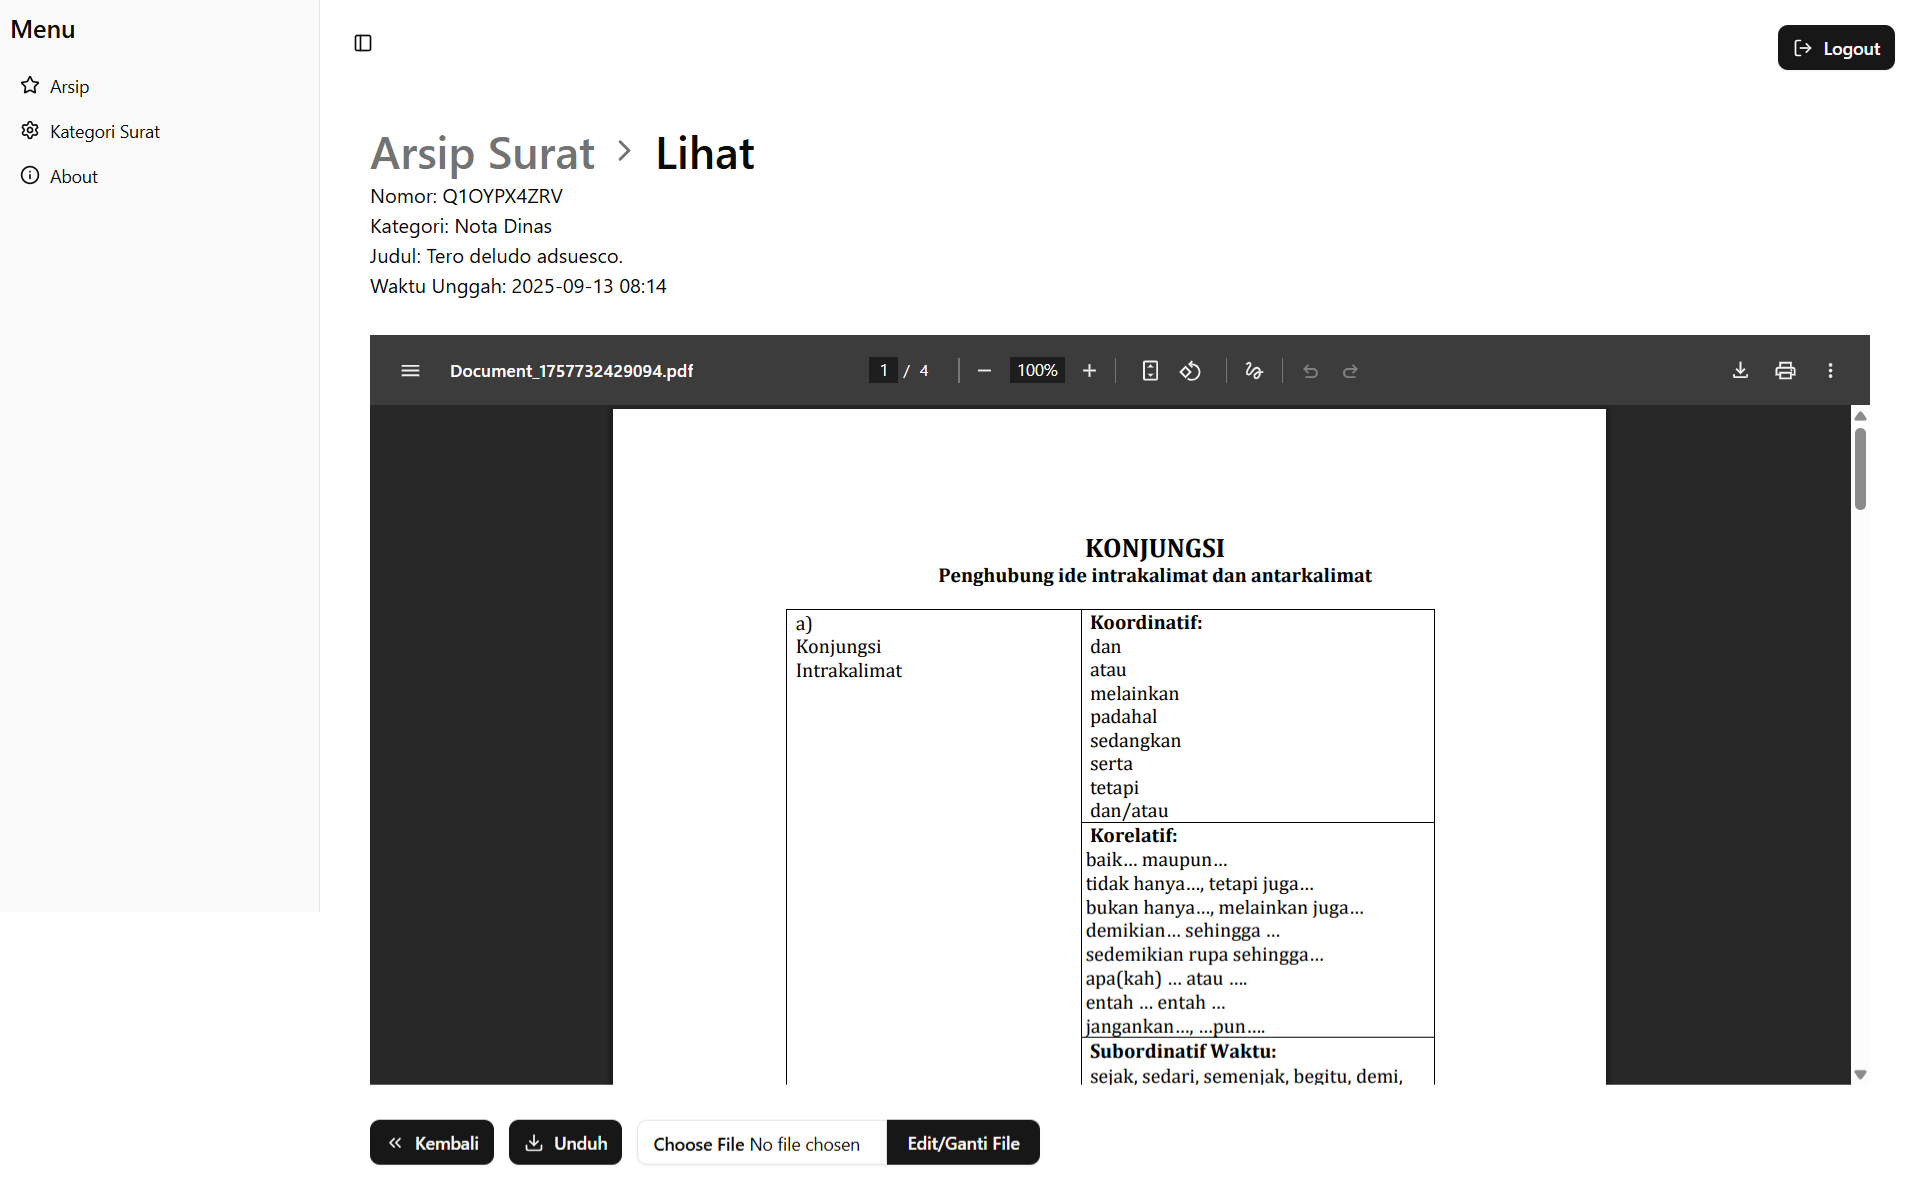 Menu
Arsip
Kategori Surat
About
Logout
Arsip Surat > Lihat
Nomor: Q1OYPX4ZRV
Kategori: Nota Dinas
Judul: Tero deludo adsuesco.
Waktu Unggah: 2025-09-13 08:14
Document_1757732429094.pdf
1 / 4
100%
KONJUNGSI
Penghubung ide intrakalimat dan antarkalimat
a)
Konjungsi
Intrakalimat
Koordinatif:
dan
atau
melainkan
padahal
sedangkan
serta
tetapi
dan/atau
Korelatif:
baik... maupun...
tidak hanya..., tetapi juga...
bukan hanya..., melainkan juga...
demikian... sehingga ...
sedemikian rupa sehingga...
apa(kah) ... atau ....
entah ... entah ...
jangankan..., ...pun....
Subordinatif Waktu:
sejak, sedari, semenjak, begitu, demi,
Kembali
Unduh
Choose File No file chosen
Edit/Ganti File